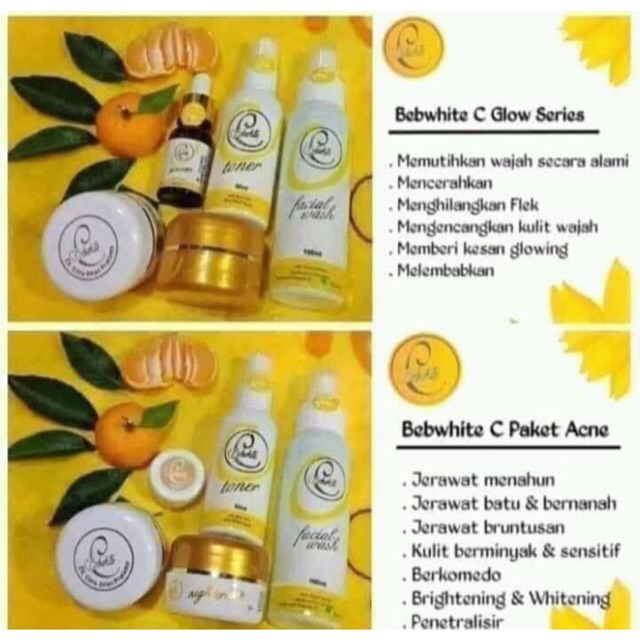 Bebwhite C Glow Series
. Memutihkan wajah secara alami
. Mencerahkan
. Menghilangkan Flek
. Mengencangkan kulit wajah
. Memberi kesan glowing
. Melembabkan
toner
facial
wash
100ml
Bebwhite C Paket Acne
. Jerawat menahun
. Jerawat batu & bernanah
. Jerawat bruntusan
. Kulit berminyak & sensitif
. Berkomedo
. Brightening & Whitening
. Penetralisir
toner
facial
wash
100ml